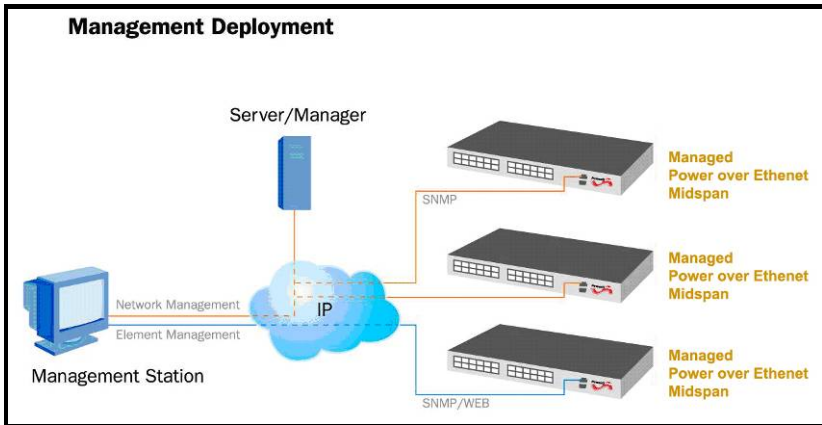 Management Deployment
Server/Manager
SNMP
Managed
Power over Ethenet
Midspan
Managed
Power over Ethenet
Midspan
Network Management
IP
Element Management
Management Station
SNMP/WEB
Managed
Power over Ethenet
Midspan